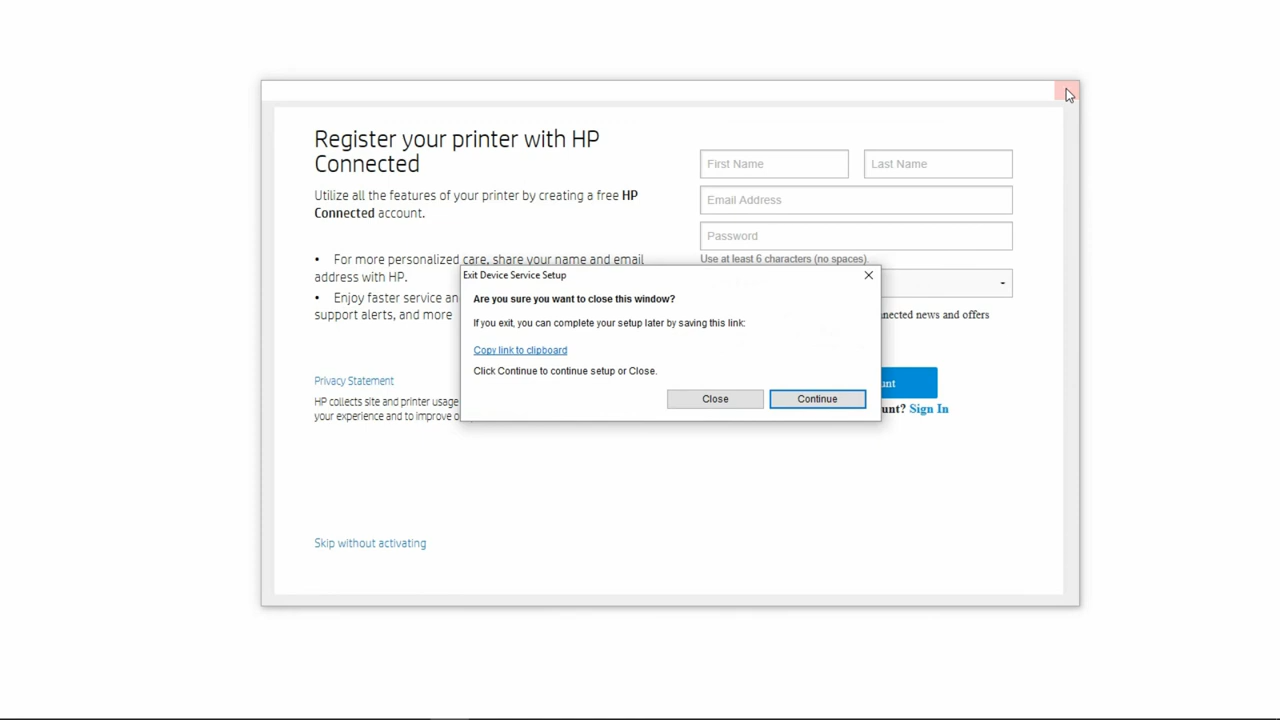 Register your printer with HP
Connected
Utilize all the features of your printer by creating a free HP
Connected account.
• For more personalized care, share your name and email
address with HP.
• Enjoy faster service an
support alerts, and more
Privacy Statement
HP collects site and printer usage
your experience and to improve o
Skip without activating
First Name
Last Name
Email Address
Password
Use at least 6 characters (no spaces).
nnected news and offers
unt
unt? Sign In
Exit Device Service Setup
Are you sure you want to close this window?
If you exit, you can complete your setup later by saving this link:
Copy link to clipboard
Click Continue to continue setup or Close.
Close
Continue